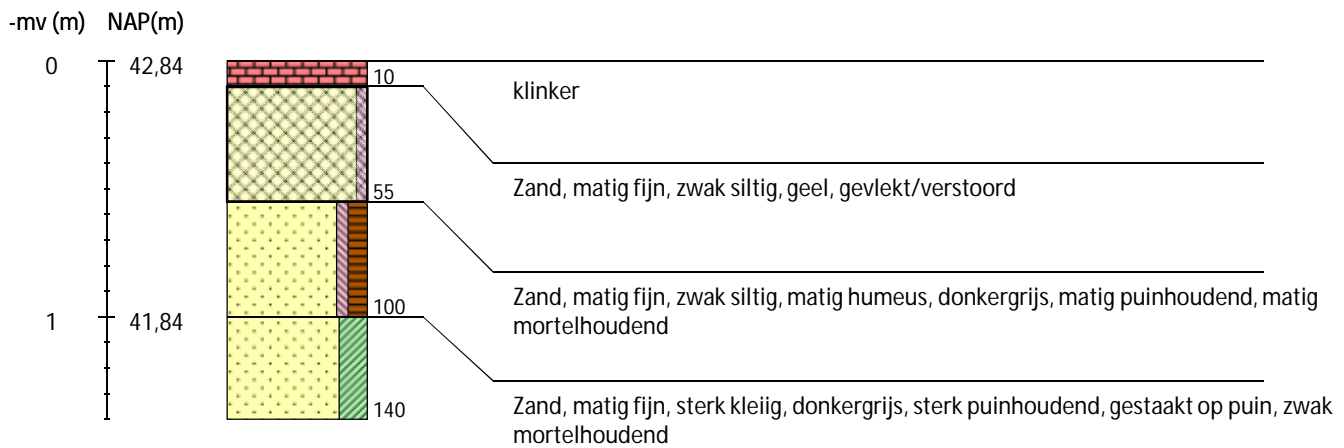 -mv (m) NAP(m)
0 42,84
10
klinker
Zand, matig fijn, zwak siltig, geel, gevlekt/verstoord
55
Zand, matig fijn, zwak siltig, matig humeus, donkergrijs, matig puinhoudend, matig
mortelhoudend
100
1 41,84
140
Zand, matig fijn, sterk kleiig, donkergrijs, sterk puinhoudend, gestaakt op puin, zwak
mortelhoudend